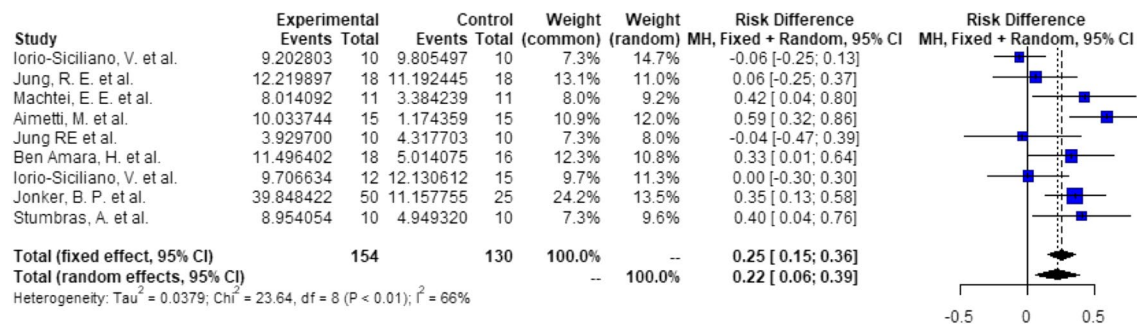 Experimental Control Weight Weight Risk Difference Risk Difference
Study Events Total Events Total (common) (random) MH, Fixed + Random, 95% CI MH, Fixed + Random, 95% CI
Iorio-Siciliano, V. et al. 9.202803 10 9.805497 10 7.3% 14.7% -0.06 [-0.25; 0.13]
Jung, R. E. et al. 12.219897 18 11.192445 18 13.1% 11.0% 0.06 [-0.25; 0.37]
Machtei, E. E. et al. 8.014092 11 3.384239 11 8.0% 9.2% 0.42 [ 0.04; 0.80]
Aimetti, M. et al. 10.033744 15 1.174359 15 10.9% 12.0% 0.59 [ 0.32; 0.86]
Jung RE et al. 3.929700 10 4.317703 10 7.3% 8.0% -0.04 [-0.47; 0.39]
Ben Amara, H. et al. 11.496402 18 5.014075 16 12.3% 10.8% 0.33 [ 0.01; 0.64]
Iorio-Siciliano, V. et al. 9.706634 12 12.130612 15 9.7% 11.3% 0.00 [-0.30; 0.30]
Jonker, B. P. et al. 39.848422 50 11.157755 25 24.2% 13.5% 0.35 [ 0.13; 0.58]
Stumbras, A. et al. 8.954054 10 4.949320 10 7.3% 9.6% 0.40 [ 0.04; 0.76]
Total (fixed effect, 95% CI) 154 130 100.0% -- 0.25 [ 0.15; 0.36]
Total (random effects, 95% CI) -- 100.0% 0.22 [ 0.06; 0.39]
Heterogeneity: Tau² = 0.0379; Chi² = 23.64, df = 8 (P < 0.01); I² = 66%
-0.5 0 0.5